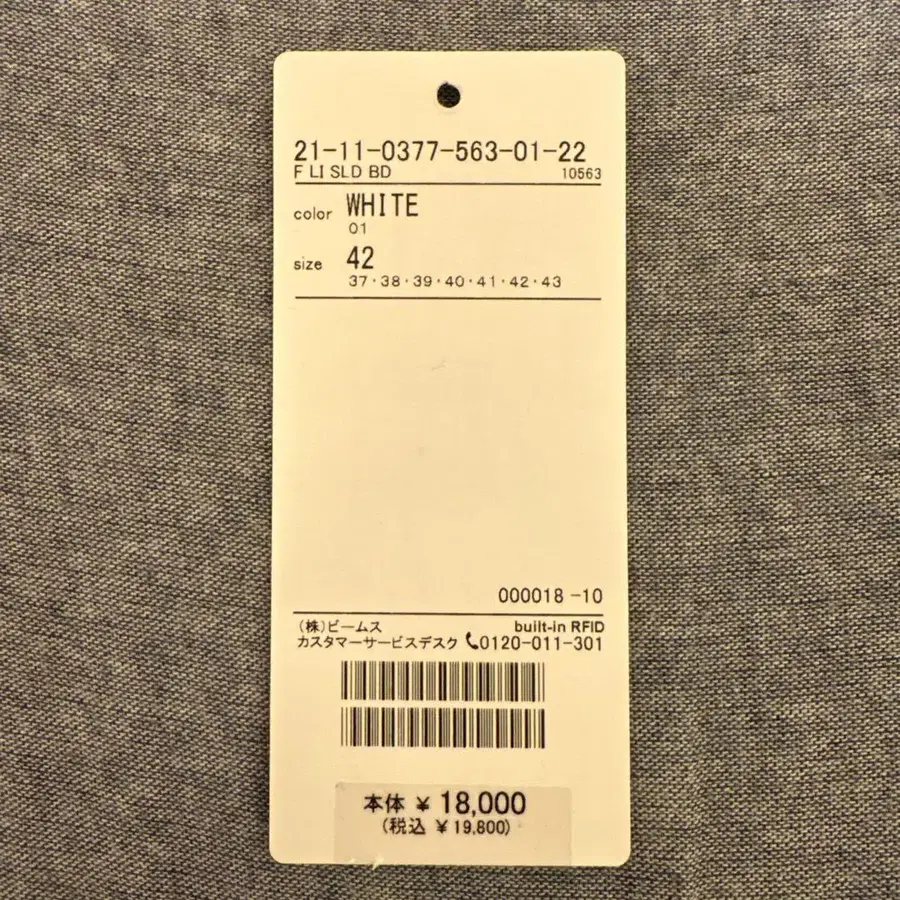 21-11-0377-563-01-22
F LI SLD BD 10563
color WHITE
01
size 42
37・38・39・40・41・42・43
000018 -10
(株)ビームス built-in RFID
カスタマーサービスデスク 0120-011-301
本体 ¥ 18,000
(税込 ¥ 19,800)